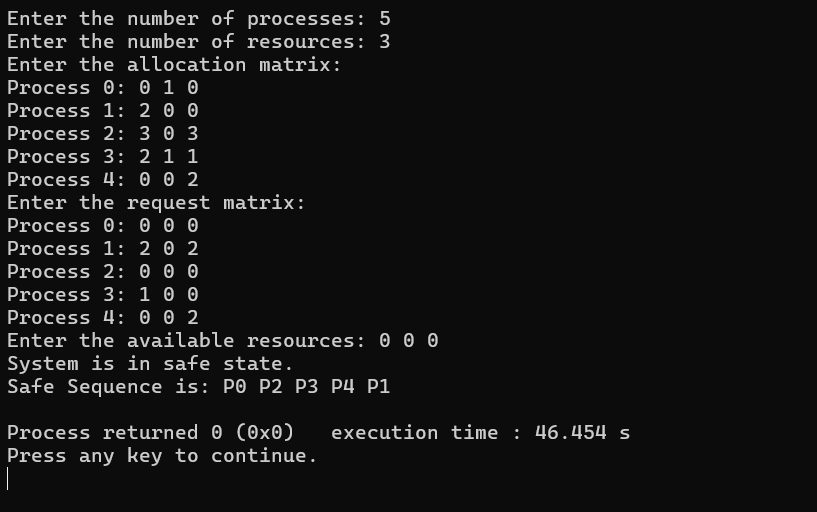 Enter the number of processes: 5
Enter the number of resources: 3
Enter the allocation matrix:
Process 0: 0 1 0
Process 1: 2 0 0
Process 2: 3 0 3
Process 3: 2 1 1
Process 4: 0 0 2
Enter the request matrix:
Process 0: 0 0 0
Process 1: 2 0 2
Process 2: 0 0 0
Process 3: 1 0 0
Process 4: 0 0 2
Enter the available resources: 0 0 0
System is in safe state.
Safe Sequence is: P0 P2 P3 P4 P1
Process returned 0 (0x0)   execution time : 46.454 s
Press any key to continue.